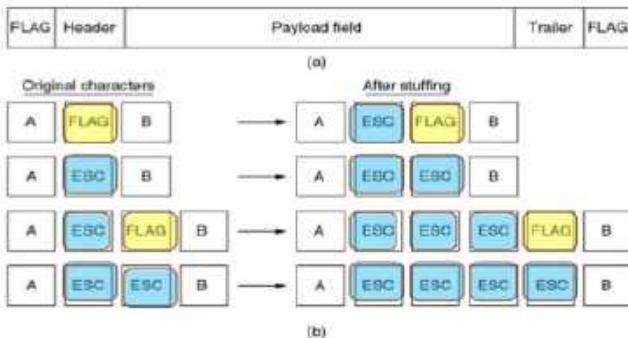 FLAG Header Payload field Trailer FLAG
(a)
Original characters After stuffing
A FLAG B A ESC FLAG B
A ESC B A ESC ESC B
A ESC FLAG B A ESC ESC ESC FLAG B
A ESC ESC B A ESC ESC ESC ESC B
(b)